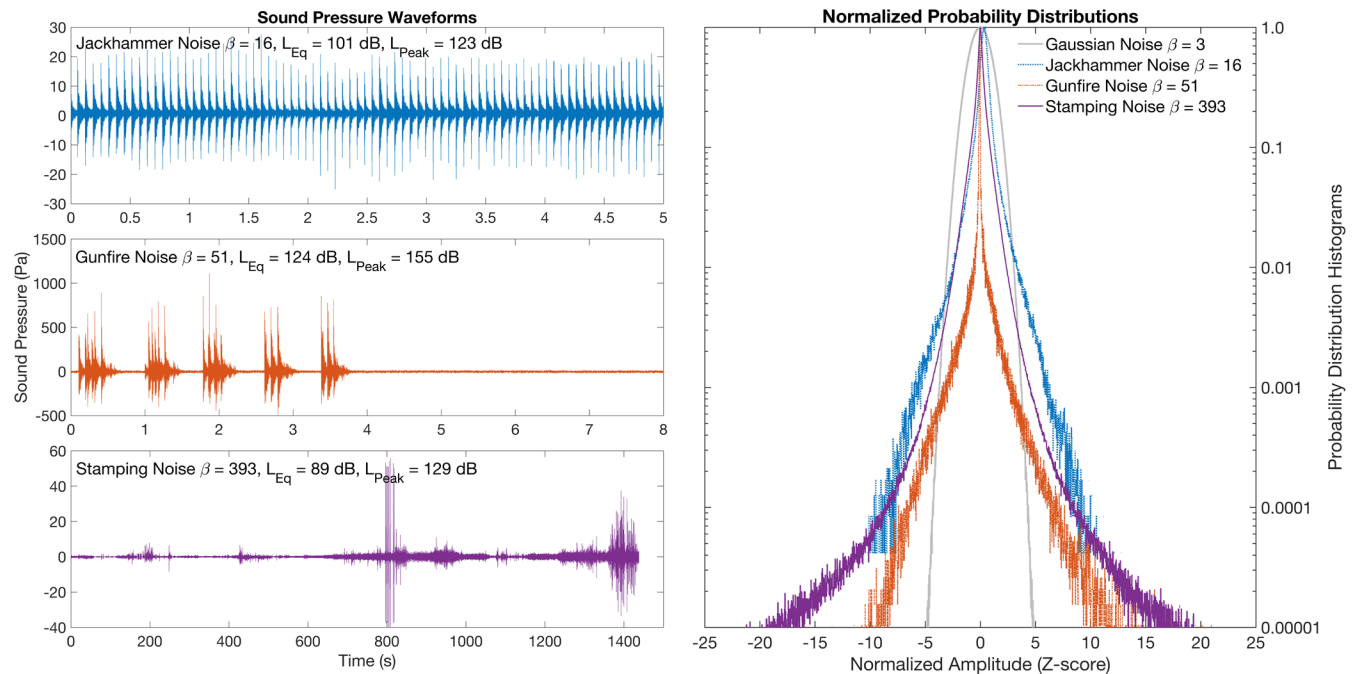 Sound Pressure Waveforms
Jackhammer Noise β = 16, L_Eq = 101 dB, L_Peak = 123 dB
30
20
10
0
-10
-20
-30
0 0.5 1 1.5 2 2.5 3 3.5 4 4.5 5
Gunfire Noise β = 51, L_Eq = 124 dB, L_Peak = 155 dB
1500
1000
500
0
-500
0 1 2 3 4 5 6 7 8
Sound Pressure (Pa)
Stamping Noise β = 393, L_Eq = 89 dB, L_Peak = 129 dB
60
40
20
0
-20
-40
0 200 400 600 800 1000 1200 1400
Time (s)
Normalized Probability Distributions
Gaussian Noise β = 3
Jackhammer Noise β = 16
Gunfire Noise β = 51
Stamping Noise β = 393
1.0
0.1
0.01
0.001
0.0001
0.00001
Probability Distribution Histograms
-25 -20 -15 -10 -5 0 5 10 15 20 25
Normalized Amplitude (Z-score)